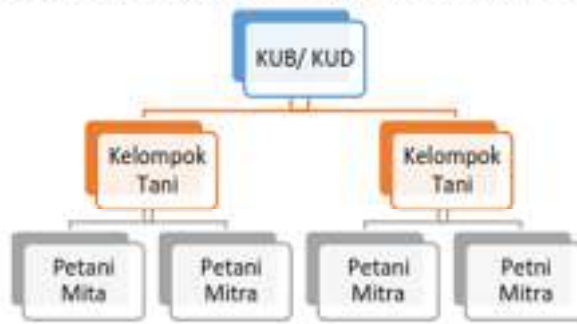 KUB/ KUD
Kelompok
Tani
Kelompok
Tani
Petani
Mita
Petani
Mitra
Petani
Mitra
Petni
Mitra